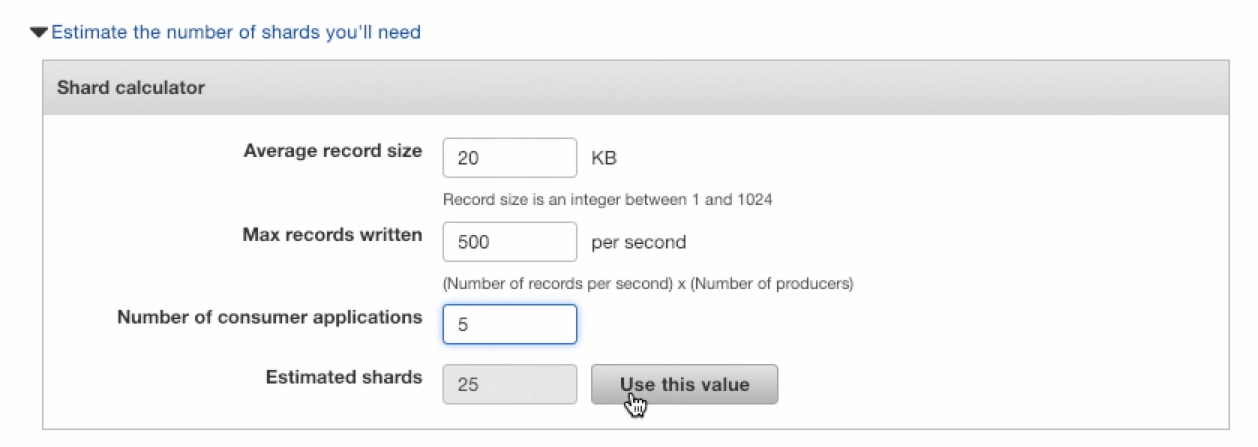 Estimate the number of shards you'll need
Shard calculator
Average record size 20 KB
Record size is an integer between 1 and 1024
Max records written 500 per second
(Number of records per second) x (Number of producers)
Number of consumer applications 5
Estimated shards 25 Use this value